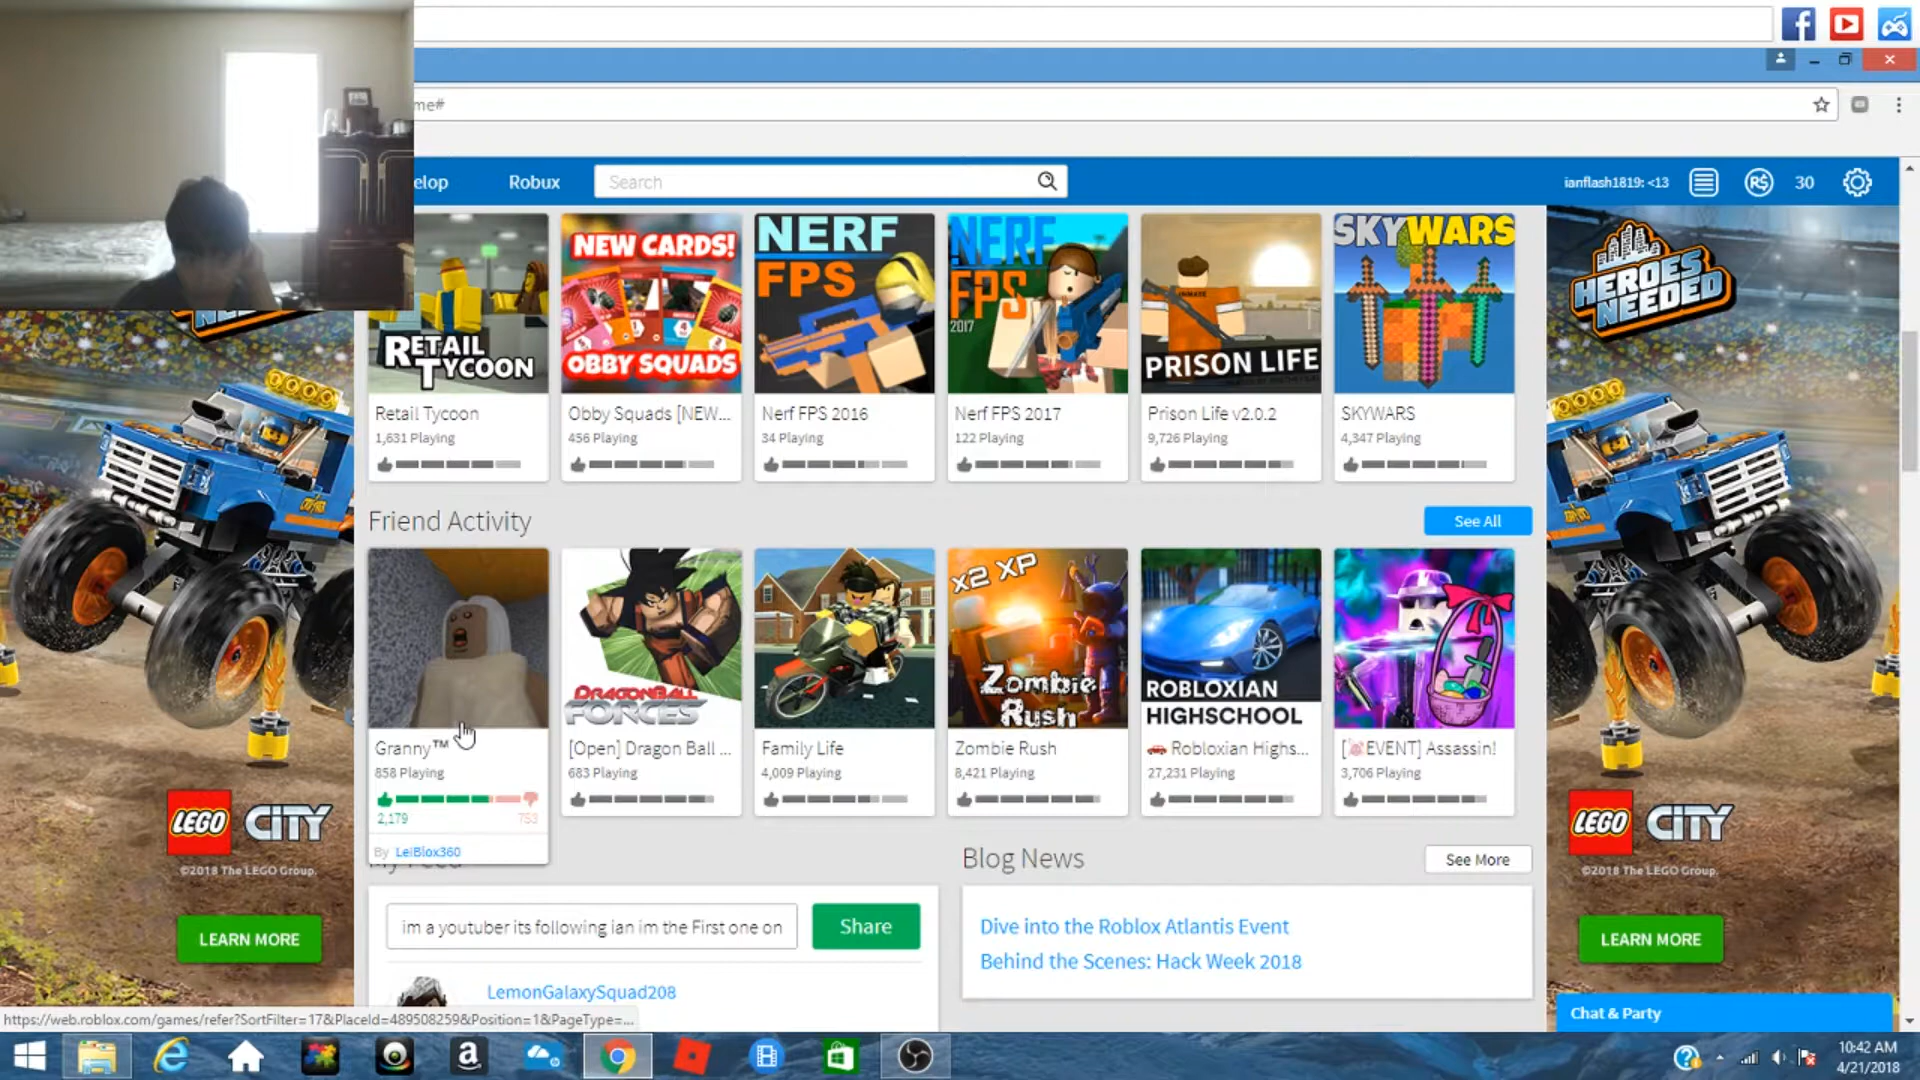 me#
elop
Robux
Search
ianflash1819: <13
R$
30
NEW CARDS!
OBBY SQUADS
NERF
FPS
NERF
FPS
2017
INMATE
PRISON LIFE
SKYWARS
RETAIL
TYCOON
Retail Tycoon
1,631 Playing
Obby Squads [NEW...
456 Playing
Nerf FPS 2016
34 Playing
Nerf FPS 2017
122 Playing
Prison Life v2.0.2
9,726 Playing
SKYWARS
4,347 Playing
HEROES
NEEDED
Friend Activity
See All
DRAGONBALL
FORCES
X2 XP
Zombie
Rush
ROBLOXIAN
HIGHSCHOOL
Granny™
858 Playing
2,179
753
By LeiBlox360
[Open] Dragon Ball ...
683 Playing
Family Life
4,009 Playing
Zombie Rush
8,421 Playing
🚗 Robloxian Highs...
27,231 Playing
[EVENT] Assassin!
3,706 Playing
LEGO CITY
©2018 The LEGO Group.
LEARN MORE
LEGO CITY
©2018 The LEGO Group.
LEARN MORE
My Feed
im a youtuber its following ian im the First one on
Share
LemonGalaxySquad208
Blog News
See More
Dive into the Roblox Atlantis Event
Behind the Scenes: Hack Week 2018
Chat & Party
https://web.roblox.com/games/refer?SortFilter=17&PlaceId=489508259&Position=1&PageType=...
10:42 AM
4/21/2018